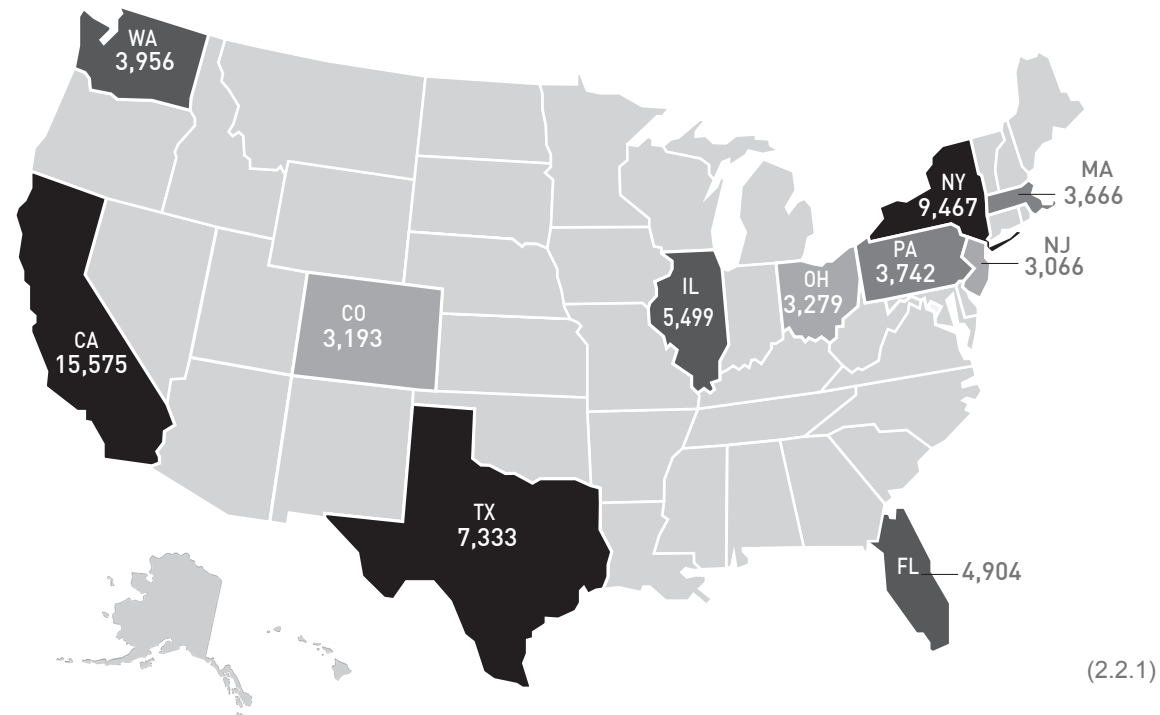 WA
3,956
MA
3,666
NY
9,467
NJ
3,066
PA
3,742
OH
3,279
IL
5,499
CO
3,193
CA
15,575
TX
7,333
FL
4,904
(2.2.1)